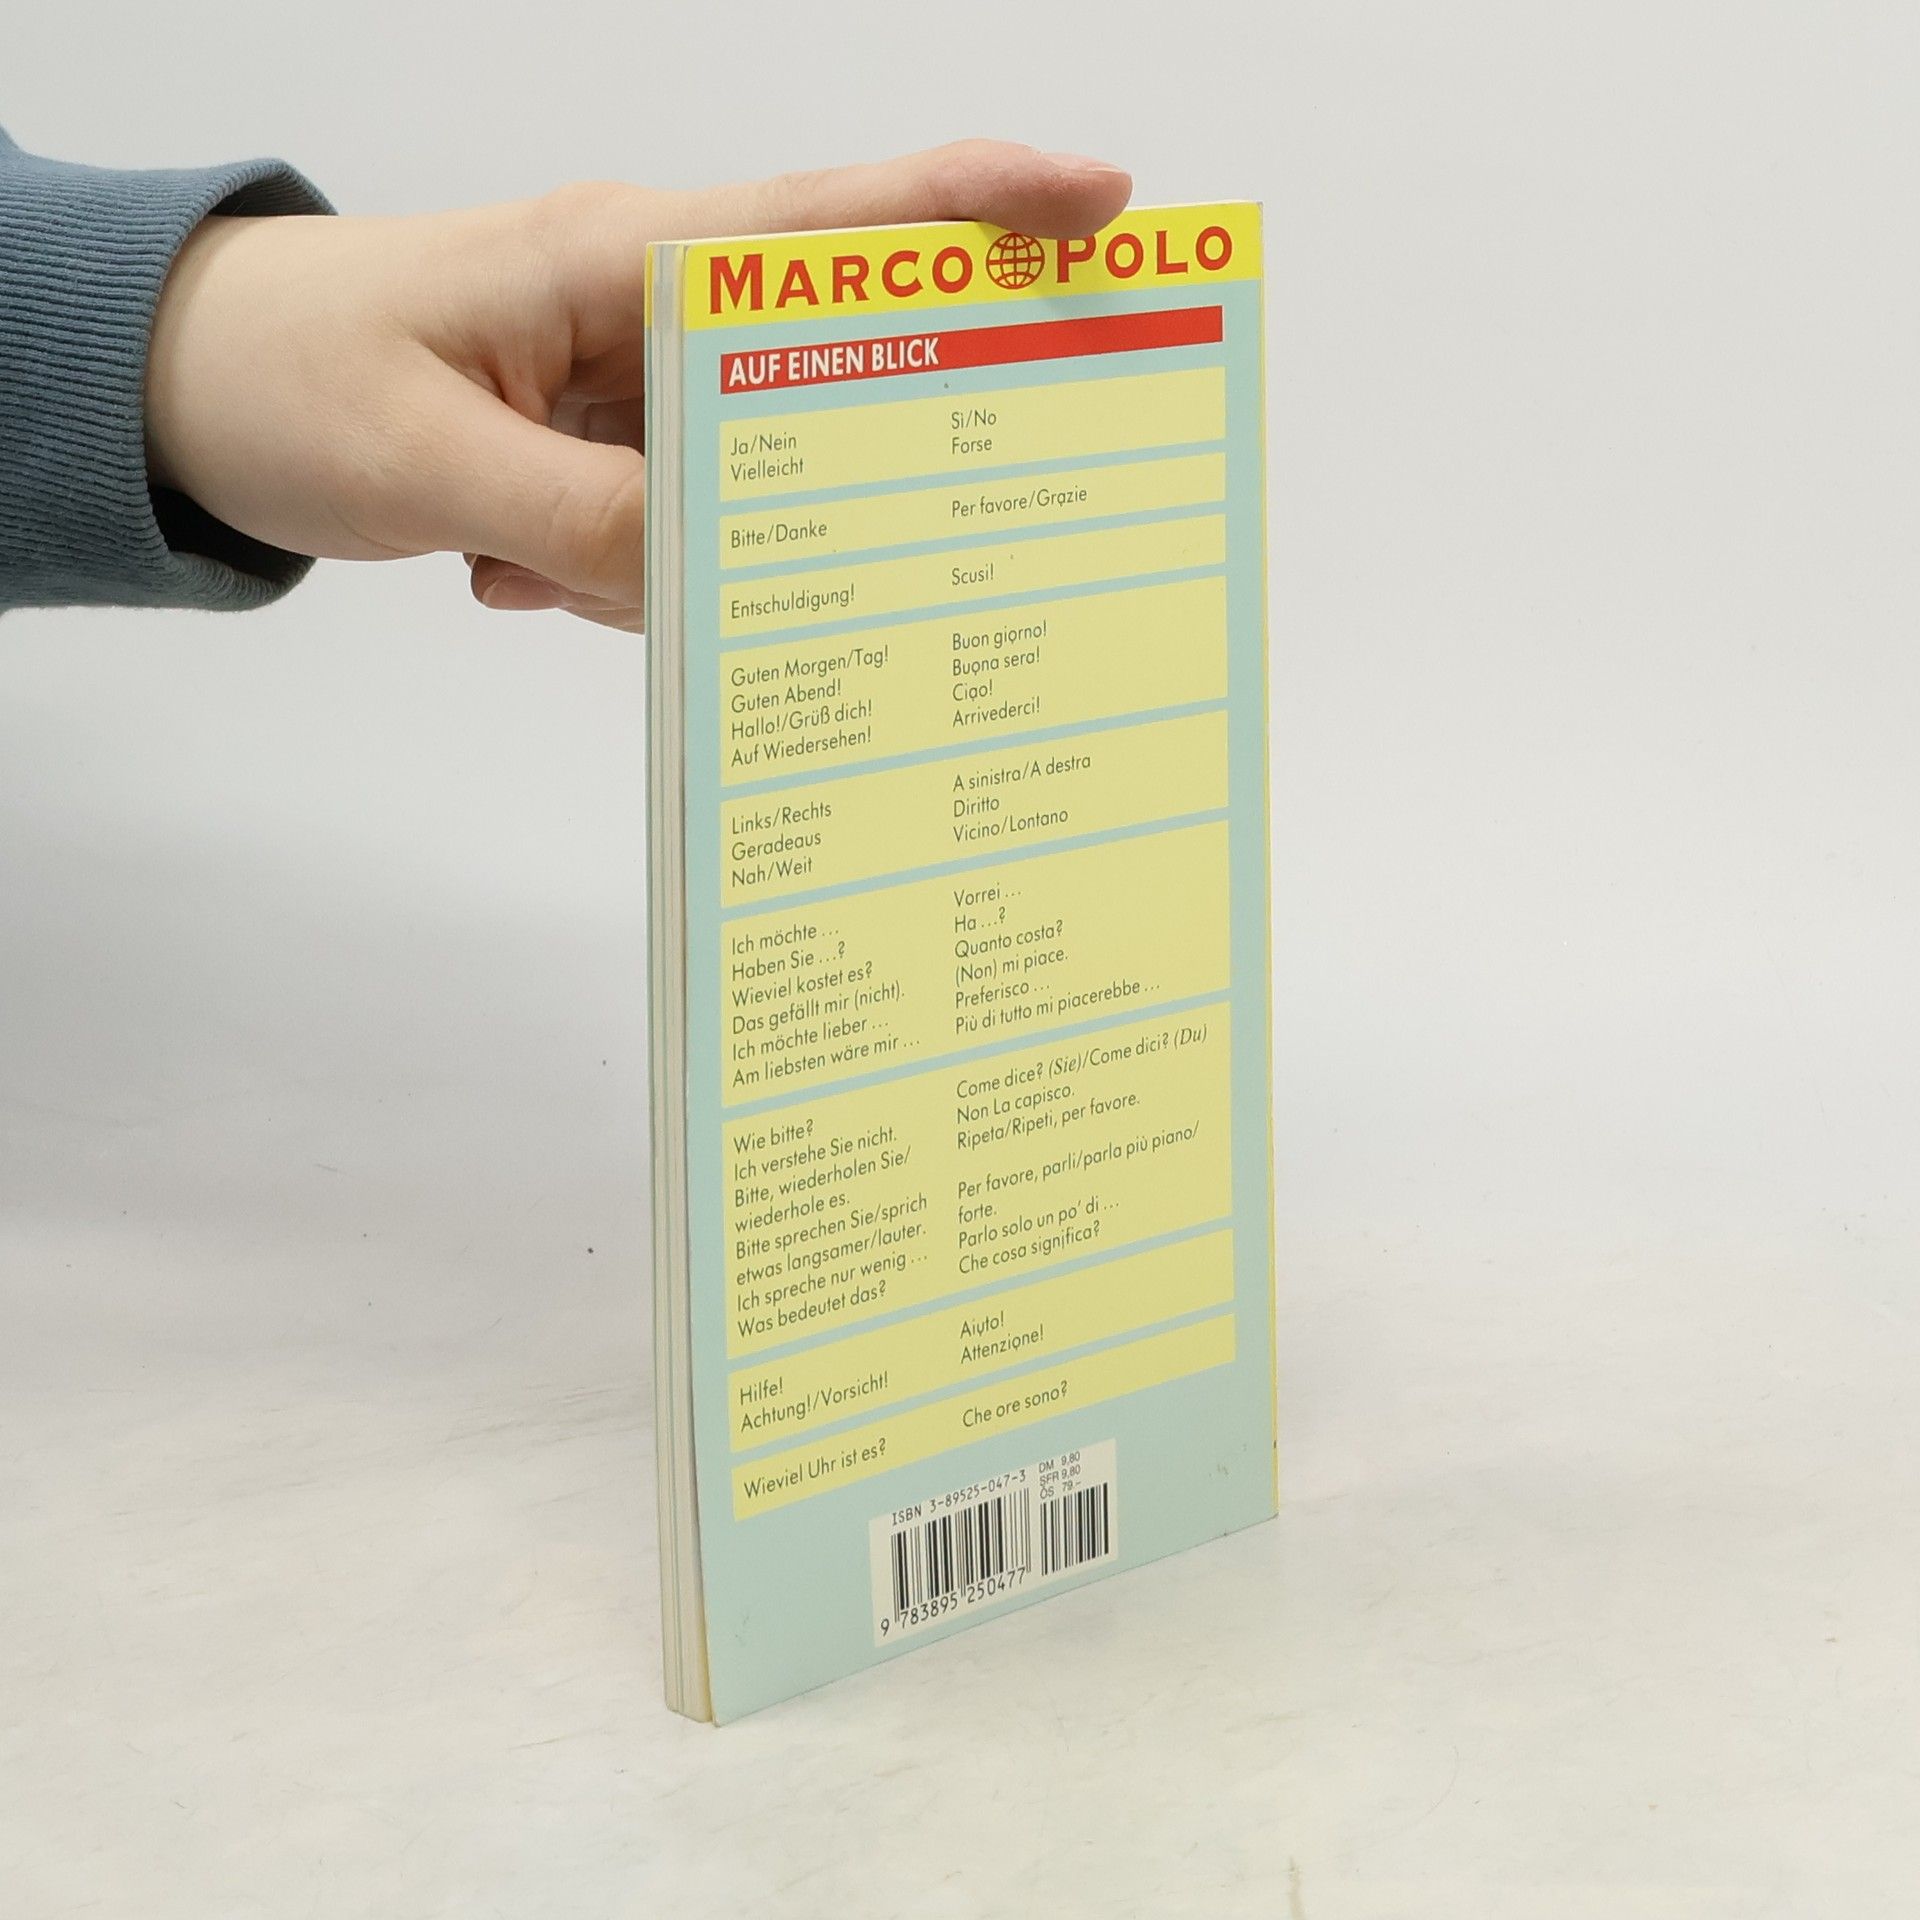 MARCO POLO
AUF EINEN BLICK
Ja/Nein Sì/No
Vielleicht Forse
Bitte/Danke Per favore/Grạzie
Entschuldigung! Scusi!
Guten Morgen/Tag! Buon giọrno!
Guten Abend! Buọna sera!
Hallo!/Grüß dich! Ciạo!
Auf Wiedersehen! Arrivederci!
Links/Rechts A sinistra/A destra
Geradeaus Diritto
Nah/Weit Vicino/Lontano
Ich möchte ... Vorrei ...
Haben Sie ...? Ha ...?
Wieviel kostet es? Quanto costa?
Das gefällt mir (nicht). (Non) mi piace.
Ich möchte lieber ... Preferisco ...
Am liebsten wäre mir ... Più di tutto mi piacerebbe ...
Wie bitte? Come dice? (Sie)/Come dici? (Du)
Ich verstehe Sie nicht. Non La capisco.
Bitte, wiederholen Sie/ Ripeta/Ripeti, per favore.
wiederhole es.
Bitte sprechen Sie/sprich Per favore, parli/parla più piano/
etwas langsamer/lauter. forte.
Ich spreche nur wenig ... Parlo solo un po' di ...
Was bedeutet das? Che cosa signịfica?
Hilfe! Aiụto!
Achtung!/Vorsicht! Attenziọne!
Wieviel Uhr ist es? Che ore sono?
ISBN 3-89525-047-3
DM 9,80
SFR 9,80
ÖS 79.-
9 783895 250477